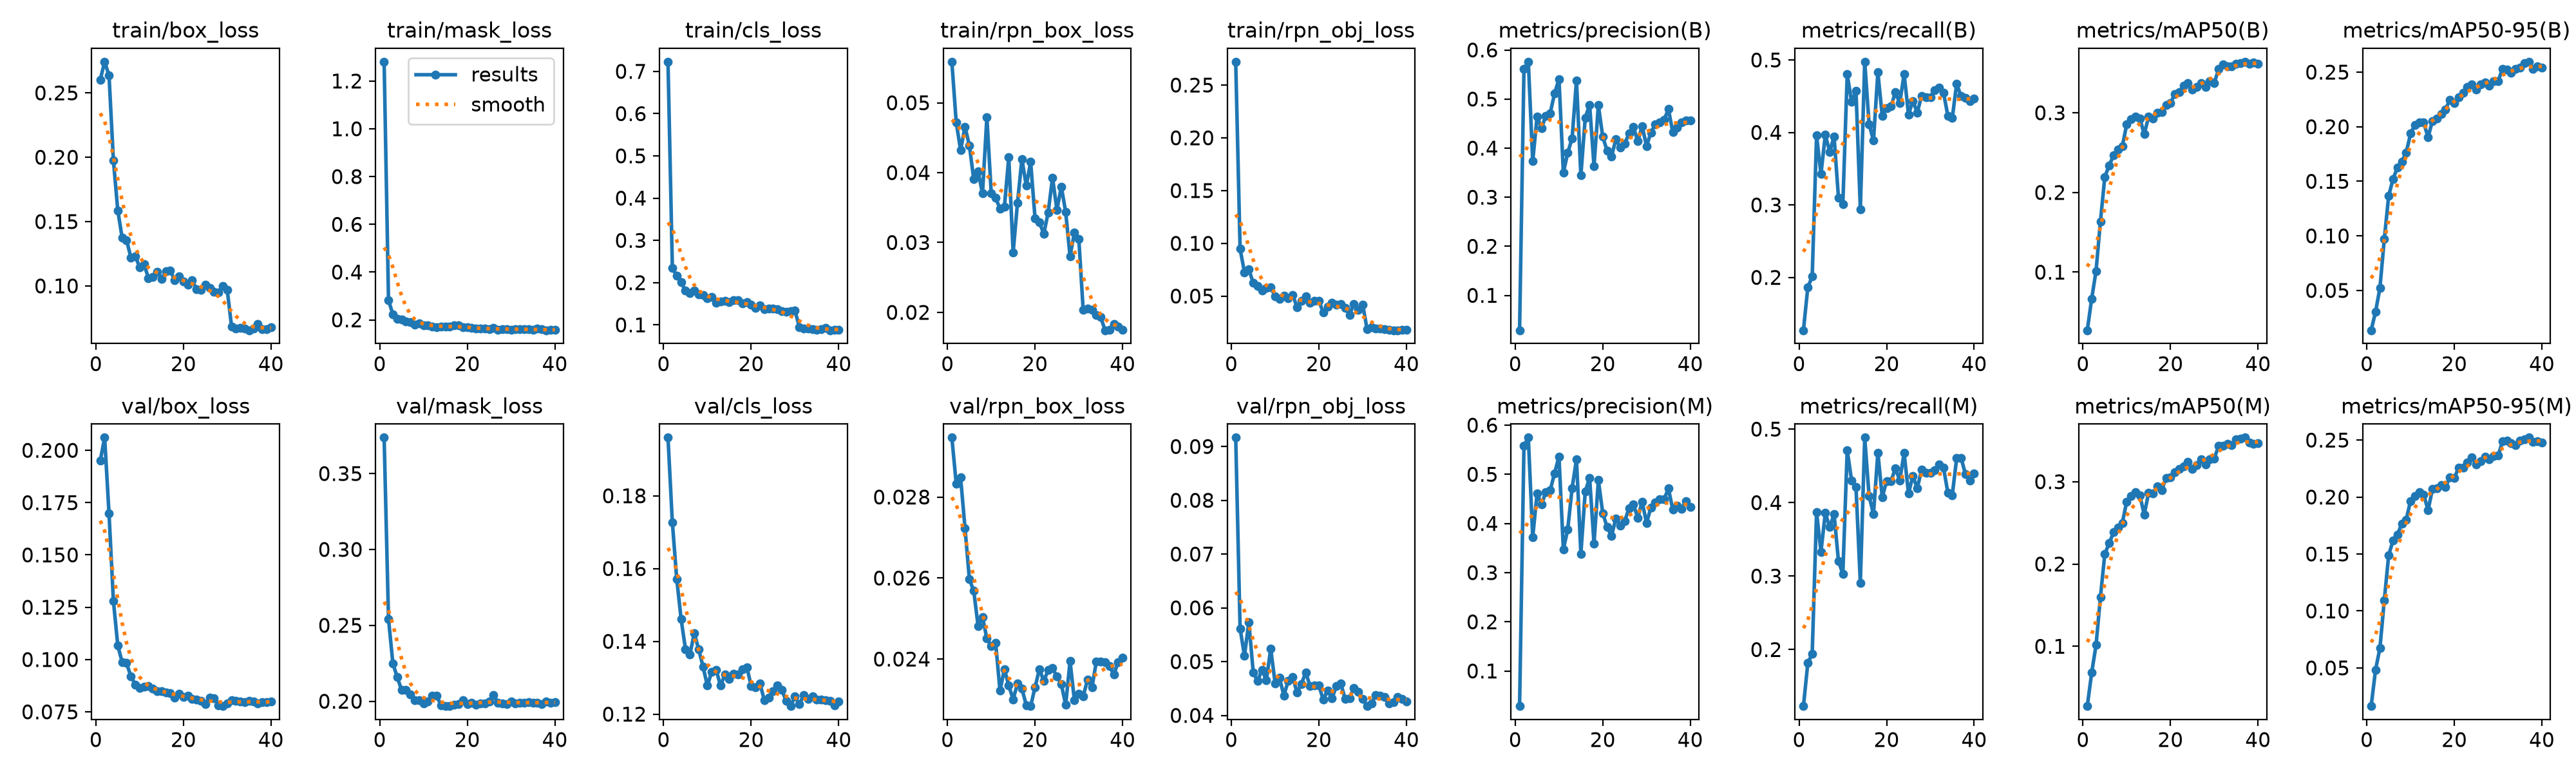 train/box_loss
train/mask_loss
train/cls_loss
train/rpn_box_loss
train/rpn_obj_loss
metrics/precision(B)
metrics/recall(B)
metrics/mAP50(B)
metrics/mAP50-95(B)
results
smooth
0.25
0.20
0.15
0.10
0 20 40
1.2
1.0
0.8
0.6
0.4
0.2
0 20 40
0.7
0.6
0.5
0.4
0.3
0.2
0.1
0 20 40
0.05
0.04
0.03
0.02
0 20 40
0.25
0.20
0.15
0.10
0.05
0 20 40
0.6
0.5
0.4
0.3
0.2
0.1
0 20 40
0.5
0.4
0.3
0.2
0 20 40
0.3
0.2
0.1
0 20 40
0.25
0.20
0.15
0.10
0.05
0 20 40
val/box_loss
val/mask_loss
val/cls_loss
val/rpn_box_loss
val/rpn_obj_loss
metrics/precision(M)
metrics/recall(M)
metrics/mAP50(M)
metrics/mAP50-95(M)
0.200
0.175
0.150
0.125
0.100
0.075
0 20 40
0.35
0.30
0.25
0.20
0 20 40
0.18
0.16
0.14
0.12
0 20 40
0.028
0.026
0.024
0 20 40
0.09
0.08
0.07
0.06
0.05
0.04
0 20 40
0.6
0.5
0.4
0.3
0.2
0.1
0 20 40
0.5
0.4
0.3
0.2
0 20 40
0.3
0.2
0.1
0 20 40
0.25
0.20
0.15
0.10
0.05
0 20 40